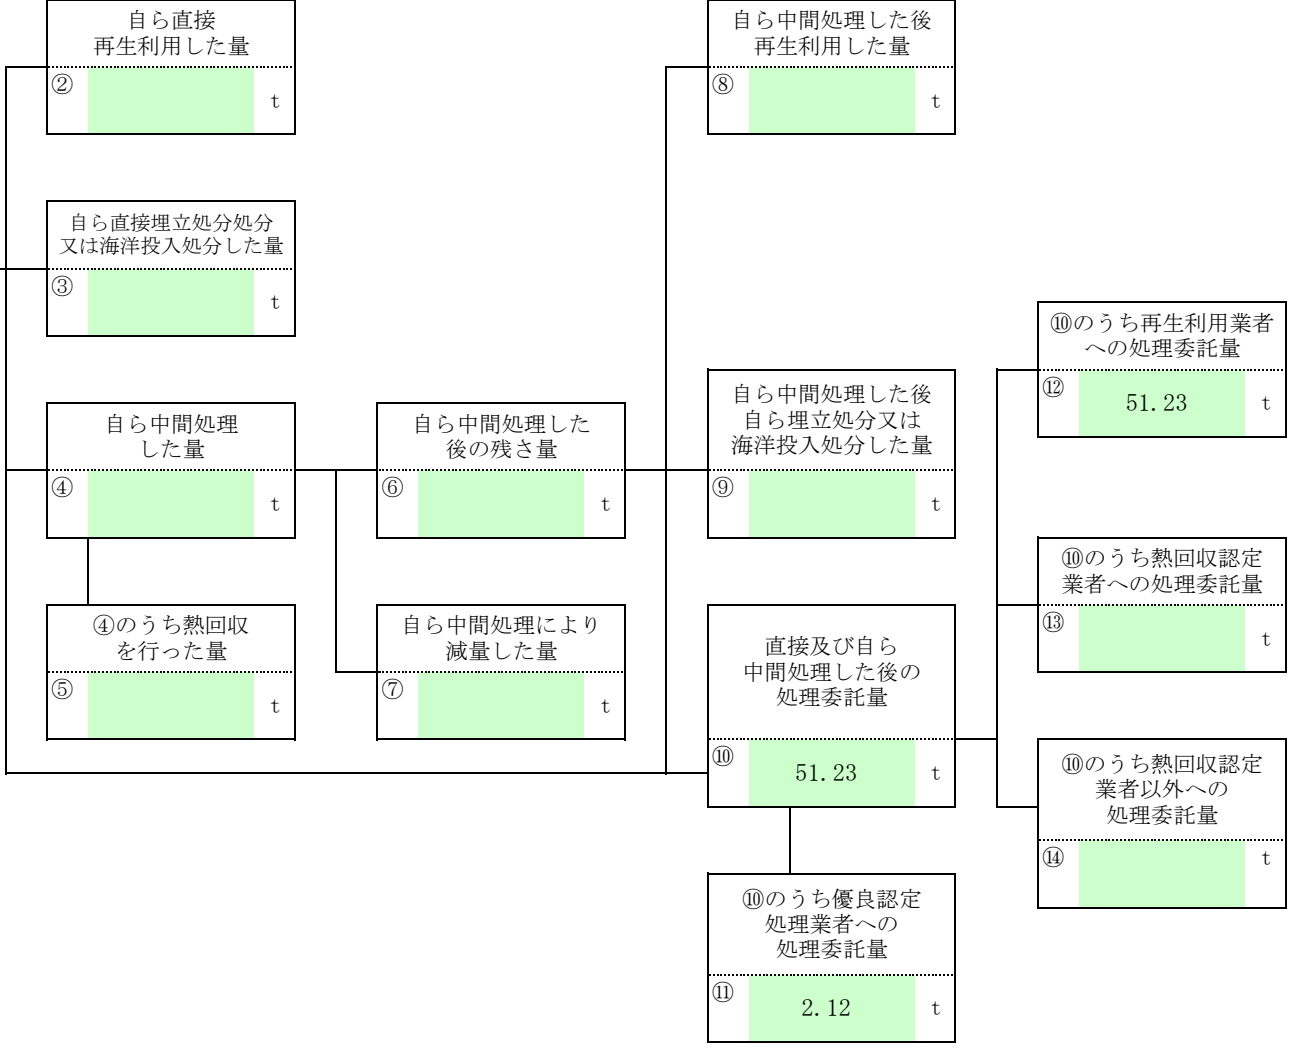 自ら直接
再生利用した量
②
t
自ら中間処理した後
再生利用した量
⑧
t
自ら直接埋立処分処分
又は海洋投入処分した量
③
t
⑩のうち再生利用業者
への処理委託量
⑫
51.23
t
自ら中間処理
した量
④
t
自ら中間処理した
後の残さ量
⑥
t
自ら中間処理した後
自ら埋立処分又は
海洋投入処分した量
⑨
t
⑩のうち熱回収認定
業者への処理委託量
⑬
t
④のうち熱回収
を行った量
⑤
t
自ら中間処理により
減量した量
⑦
t
直接及び自ら
中間処理した後の
処理委託量
⑩
51.23
t
⑩のうち熱回収認定
業者以外への
処理委託量
⑭
t
⑩のうち優良認定
処理業者への
処理委託量
⑪
2.12
t